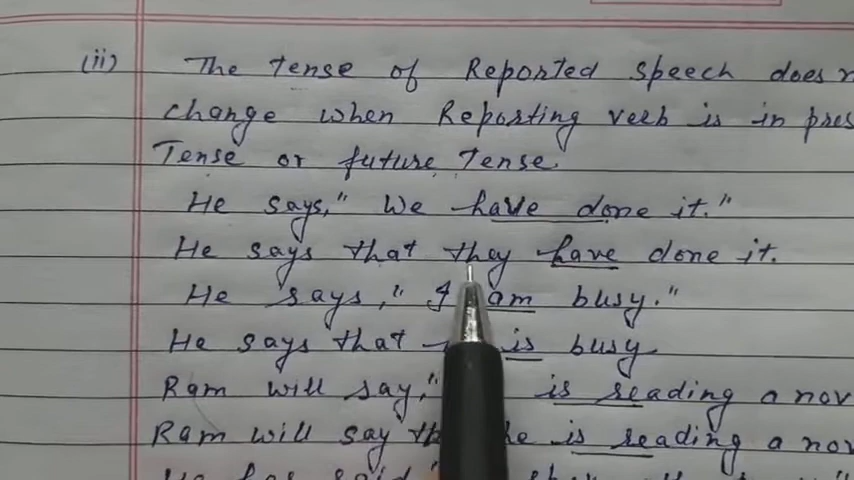 (ii) The tense of Reported speech does
change when Reporting verb is in pres
Tense or future Tense.
He says, " We have done it."
He says that they have done it.
He says, " I am busy."
He says that is busy
Ram will say, " is reading a nov
Ram will say he is reading a nov